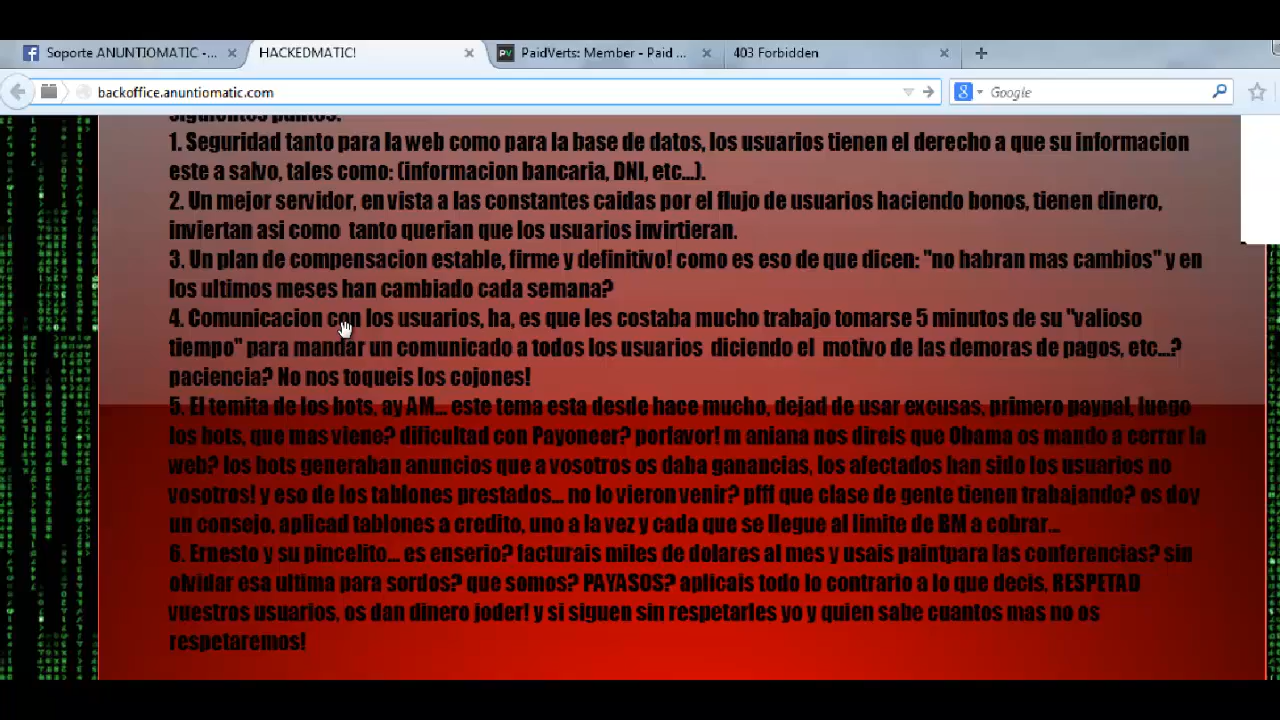 Soporte ANUNTIOMATIC -...
HACKEDMATIC!
PV
PaidVerts: Member - Paid ...
403 Forbidden
backoffice.anuntiomatic.com
Google
siguientes puntos:
1. Seguridad tanto para la web como para la base de datos, los usuarios tienen el derecho a que su informacion
este a salvo, tales como: (informacion bancaria, DNI, etc...).
2. Un mejor servidor, en vista a las constantes caidas por el flujo de usuarios haciendo bonos, tienen dinero,
inviertan asi como tanto querian que los usuarios invirtieran.
3. Un plan de compensacion estable, firme y definitivo! como es eso de que dicen: "no habran mas cambios" y en
los ultimos meses han cambiado cada semana?
4. Comunicacion con los usuarios, ha, es que les costaba mucho trabajo tomarse 5 minutos de su "valioso
tiempo" para mandar un comunicado a todos los usuarios diciendo el motivo de las demoras de pagos, etc...?
paciencia? No nos toqueis los cojones!
5. El temita de los bots, ay AM... este tema esta desde hace mucho, dejad de usar excusas, primero paypal, luego
los bots, que mas viene? dificultad con Payoneer? porfavor! m aniana nos direis que Obama os mando a cerrar la
web? los bots generaban anuncios que a vosotros os daba ganancias, los afectados han sido los usuarios no
vosotros! y eso de los tablones prestados... no lo vieron venir? pfff que clase de gente tienen trabajando? os doy
un consejo, aplicad tablones a credito, uno a la vez y cada que se llegue al limite de BM a cobrar...
6. Ernesto y su pincelito... es enserio? facturais miles de dolares al mes y usais paintpara las conferencias? sin
olvidar esa ultima para sordos? que somos? PAYASOS? aplicais todo lo contrario a lo que decis, RESPETAD
vuestros usuarios, os dan dinero joder! y si siguen sin respetarles yo y quien sabe cuantos mas no os
respetaremos!